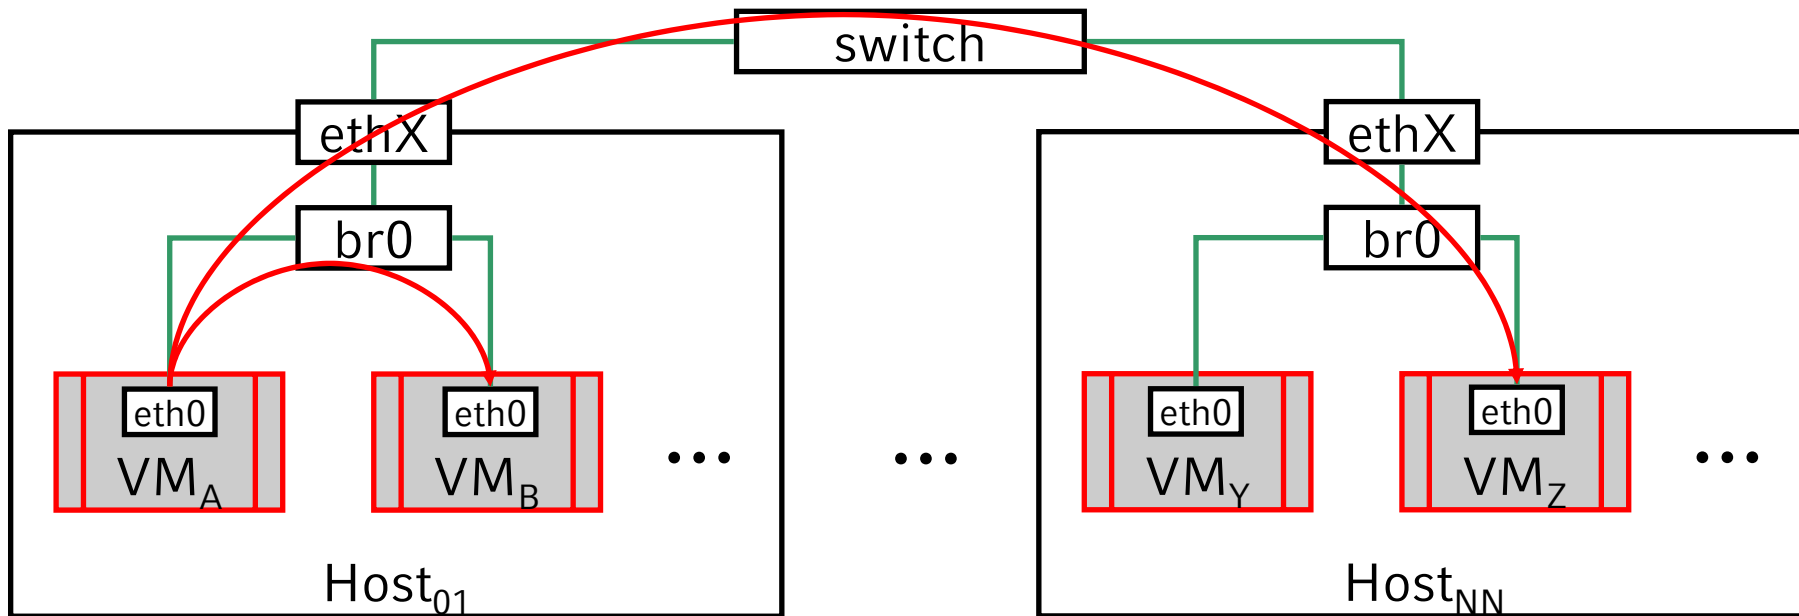 switch
ethX
ethX
br0
br0
eth0
eth0
eth0
eth0
VMA
VMB
...
...
VMY
VMZ
...
Host01
HostNN